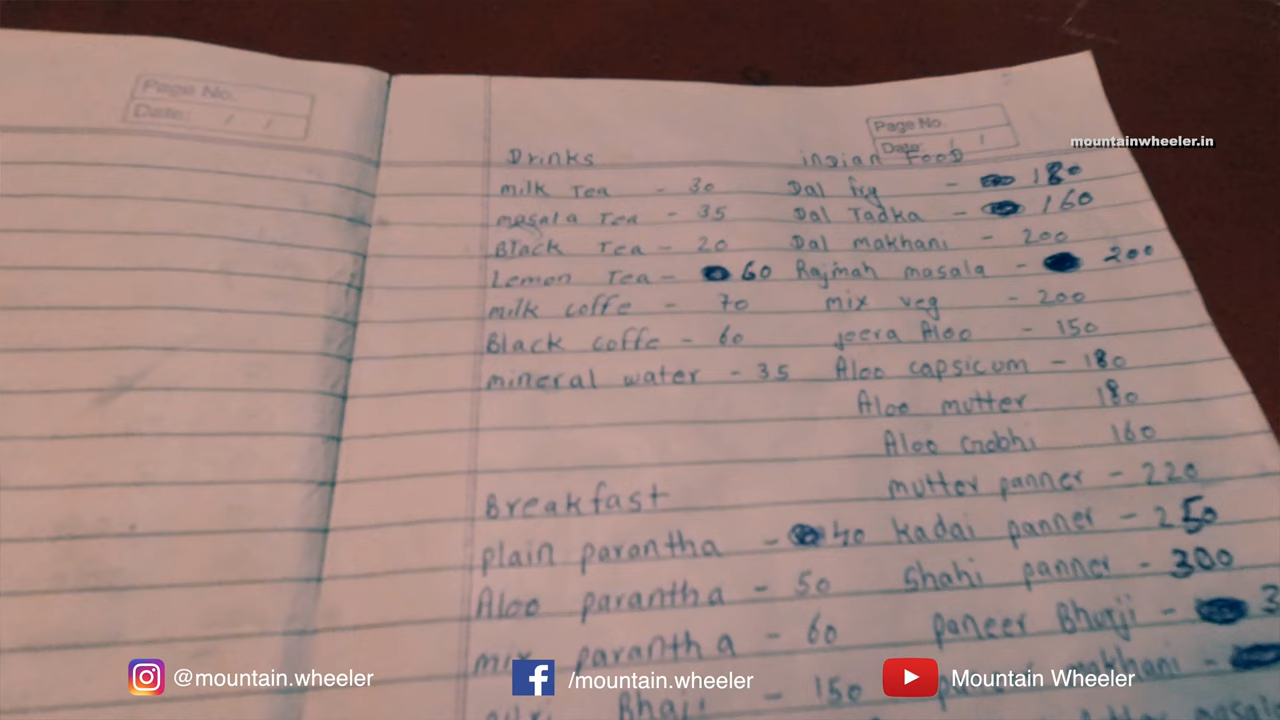 Page No.
Date: / /
Page No.
Date: / /
mountainwheeler.in
Drinks
milk Tea - 30
masala Tea - 35
Black Tea - 20
Lemon Tea - 60
milk coffe - 70
Black coffe - 60
mineral water - 35
Breakfast
plain parantha - 40
Aloo parantha - 50
mix parantha - 60
Bhaji - 150
indian Food
Dal fry - 180
Dal Tadka - 160
Dal makhani - 200
Rajmah masala - 200
mix veg - 200
jeera Aloo - 150
Aloo capsicum - 180
Aloo mutter 180
Aloo Gobhi 160
mutter panner - 220
kadai panner - 250
Shahi panner - 300
paneer Bhurji - 3
makhani -
masala
@mountain.wheeler
/mountain.wheeler
Mountain Wheeler